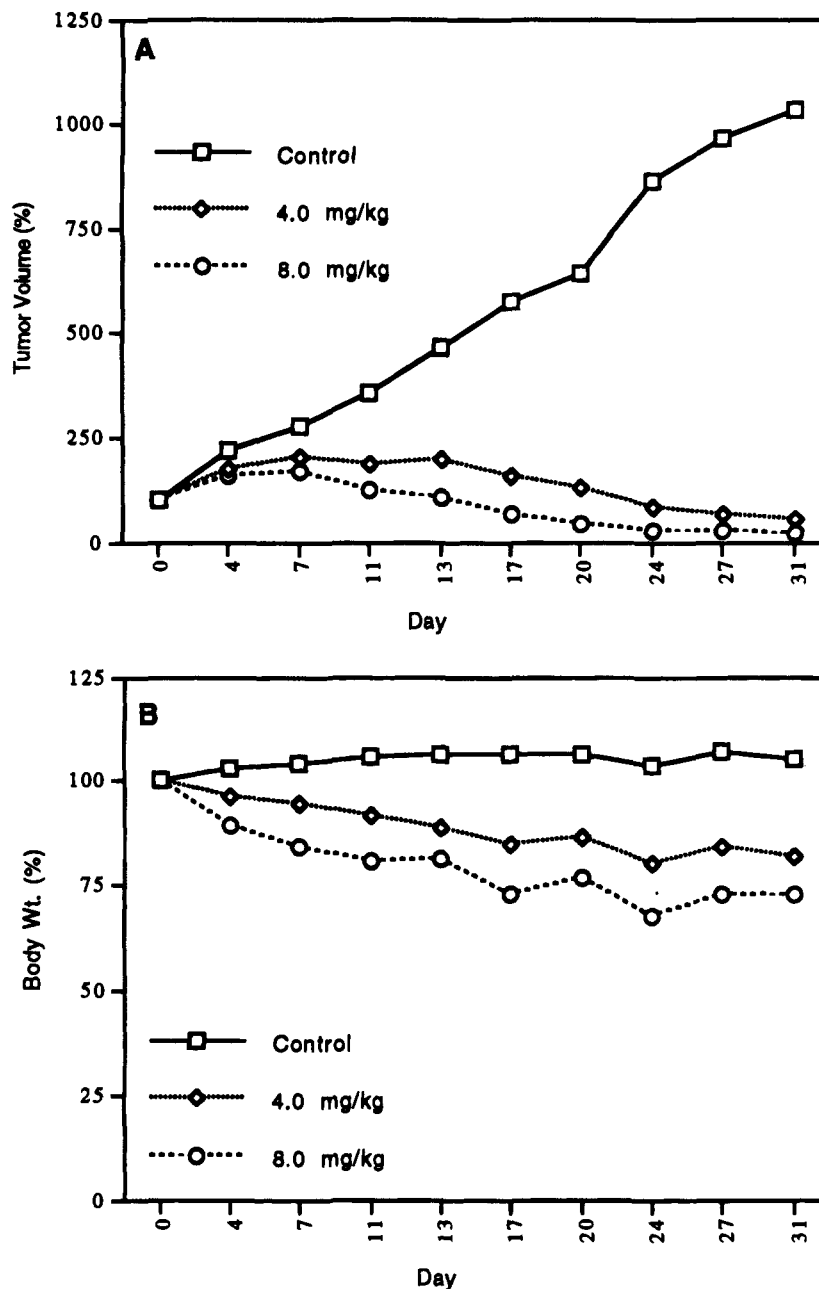 A
1250
1000
750
500
250
0
Tumor Volume (%)
Control
4.0 mg/kg
8.0 mg/kg
0 4 7 11 13 17 20 24 27 31
Day
B
125
100
75
50
25
0
Body Wt. (%)
Control
4.0 mg/kg
8.0 mg/kg
0 4 7 11 13 17 20 24 27 31
Day